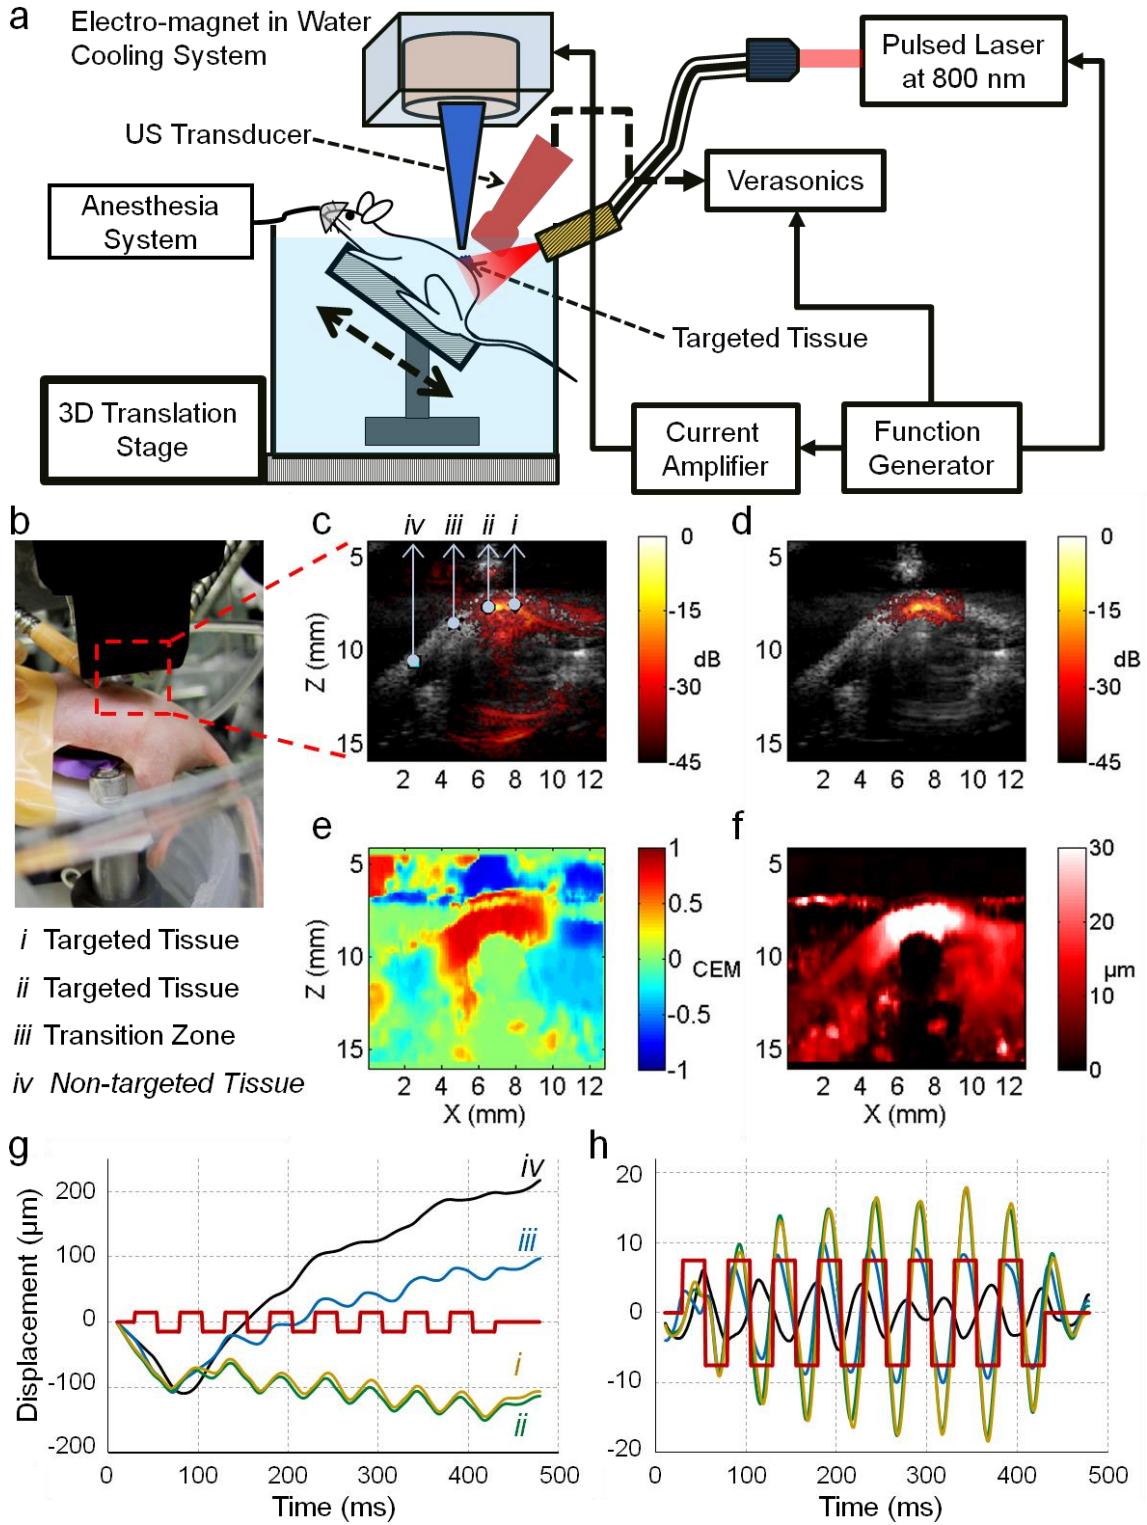 a
Electro-magnet in Water
Cooling System
Pulsed Laser
at 800 nm
US Transducer
Verasonics
Anesthesia
System
Targeted Tissue
3D Translation
Stage
Current
Amplifier
Function
Generator
b
c
iv iii ii i
5
10
15
Z (mm)
2 4 6 8 10 12
0
-15
dB
-30
-45
d
2 4 6 8 10 12
0
-15
dB
-30
-45
e
5
10
15
Z (mm)
2 4 6 8 10 12
X (mm)
1
0.5
0
CEM
-0.5
-1
f
2 4 6 8 10 12
X (mm)
30
20
µm
10
0
i Targeted Tissue
ii Targeted Tissue
iii Transition Zone
iv Non-targeted Tissue
g
200
100
0
-100
-200
Displacement (µm)
iv
iii
i
ii
0 100 200 300 400 500
Time (ms)
h
20
10
0
-10
-20
0 100 200 300 400 500
Time (ms)